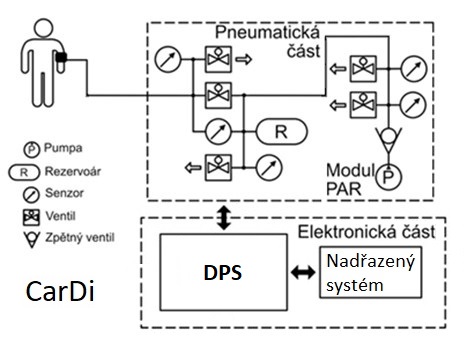 Pneumatická
část
R
Modul
PAR
P
P Pumpa
R Rezervoár
Senzor
Ventil
Zpětný ventil
Elektronická část
DPS
Nadřazený
systém
CarDi